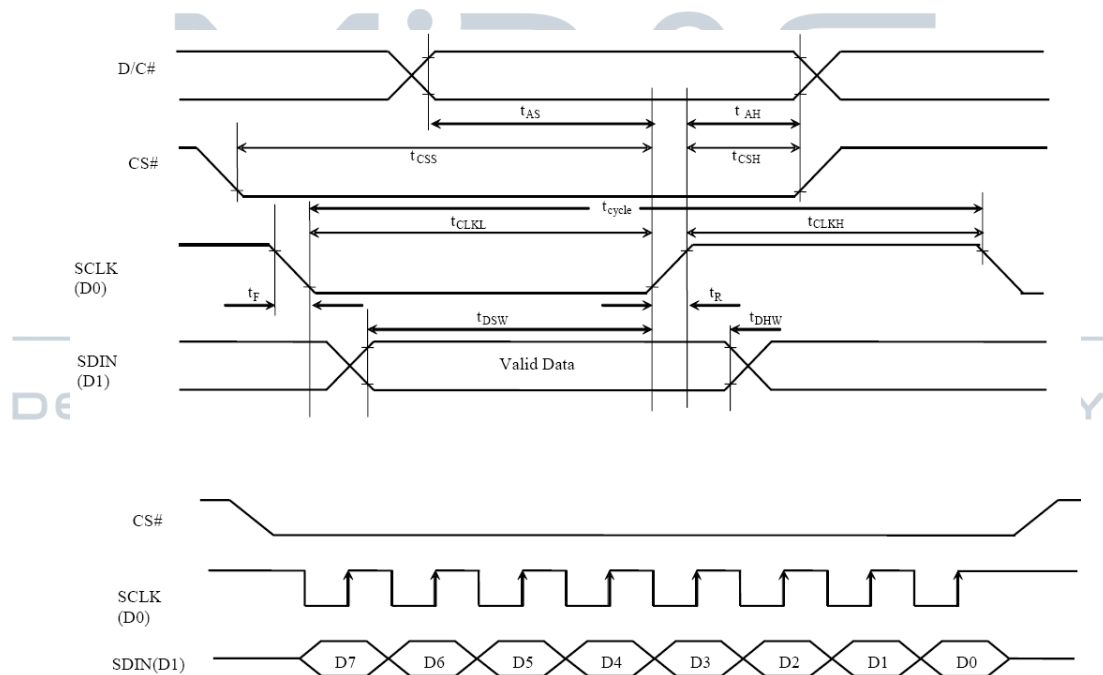 D/C#
tAS
tAH
CS#
tCSS
tCSH
tcycle
tCLKL
tCLKH
SCLK
(D0)
tF
tR
tDSW
tDHW
SDIN
(D1)
Valid Data
CS#
SCLK
(D0)
SDIN(D1)
D7 D6 D5 D4 D3 D2 D1 D0